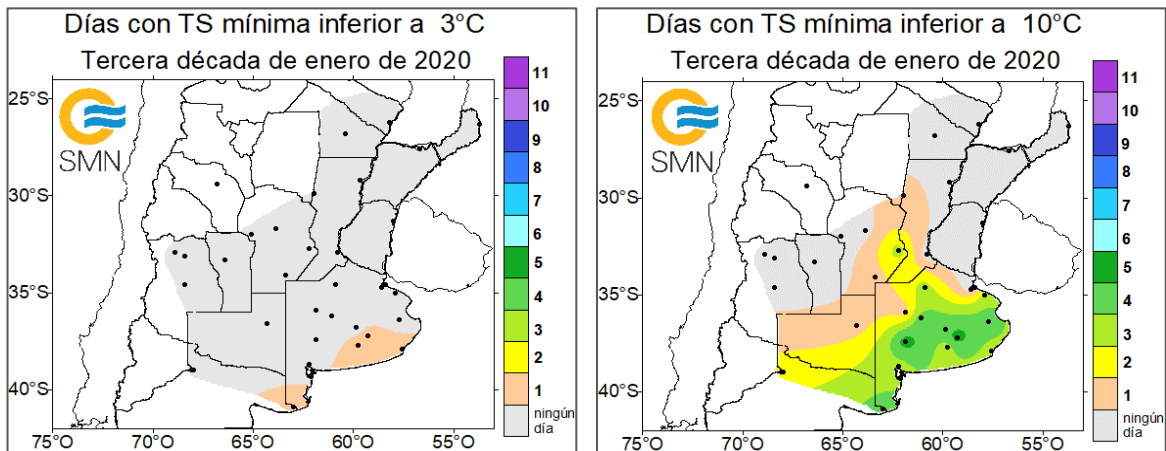 Días con TS mínima inferior a  3°C
Tercera década de enero de 2020
SMN
25°S
30°S
35°S
40°S
75°O
70°O
65°O
60°O
55°O
11
10
9
8
7
6
5
4
3
2
1
ningún
día
Días con TS mínima inferior a  10°C
Tercera década de enero de 2020
SMN
25°S
30°S
35°S
40°S
75°O
70°O
65°O
60°O
55°O
11
10
9
8
7
6
5
4
3
2
1
ningún
día